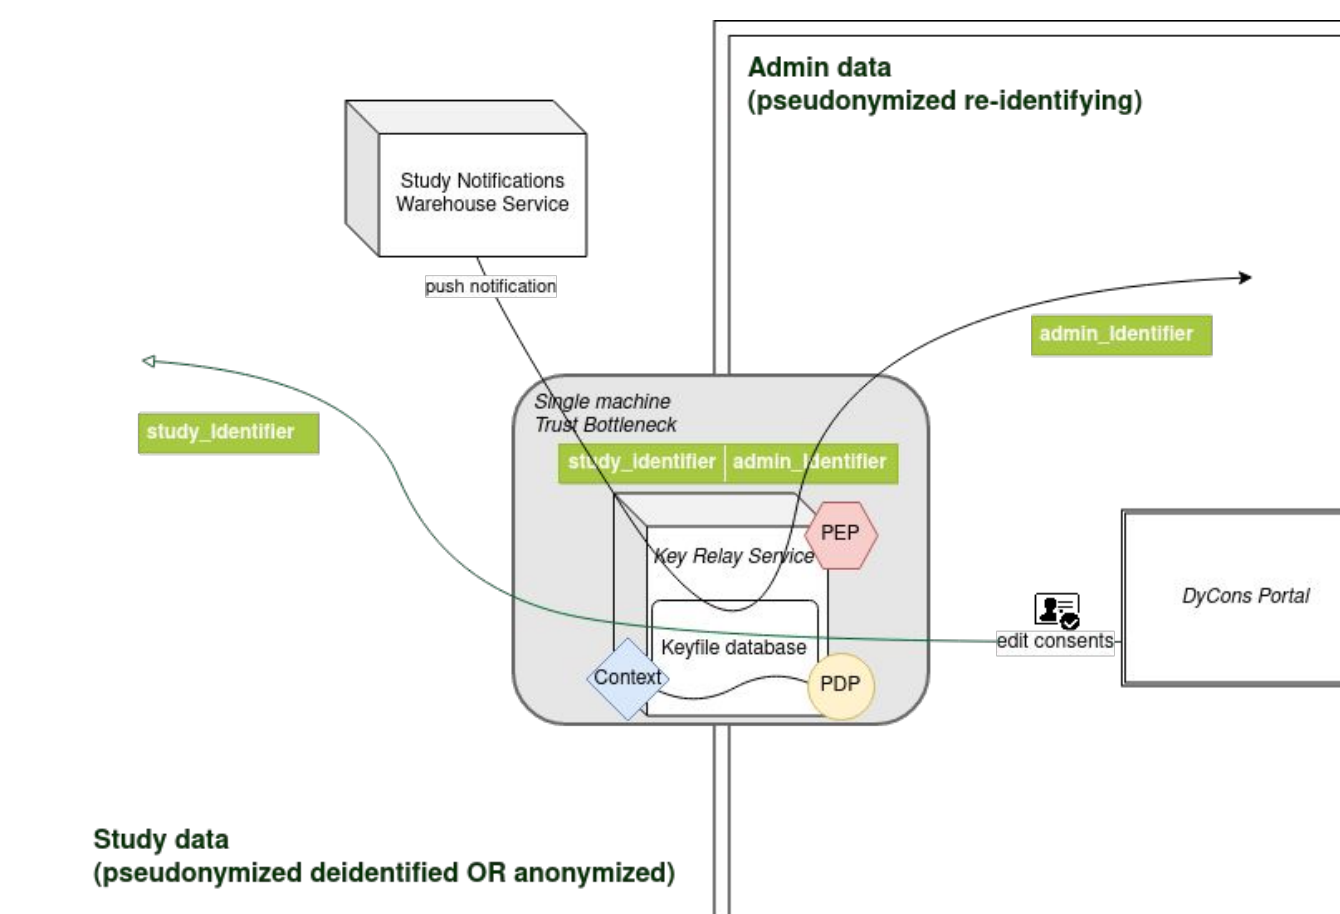 Admin data
(pseudonymized re-identifying)
Study Notifications
Warehouse Service
push notification
admin_Identifier
study_Identifier
Single machine
Trust Bottleneck
study_identifier admin_Identifier
PEP
Key Relay Service
DyCons Portal
edit consents
Keyfile database
Context
PDP
Study data
(pseudonymized deidentified OR anonymized)